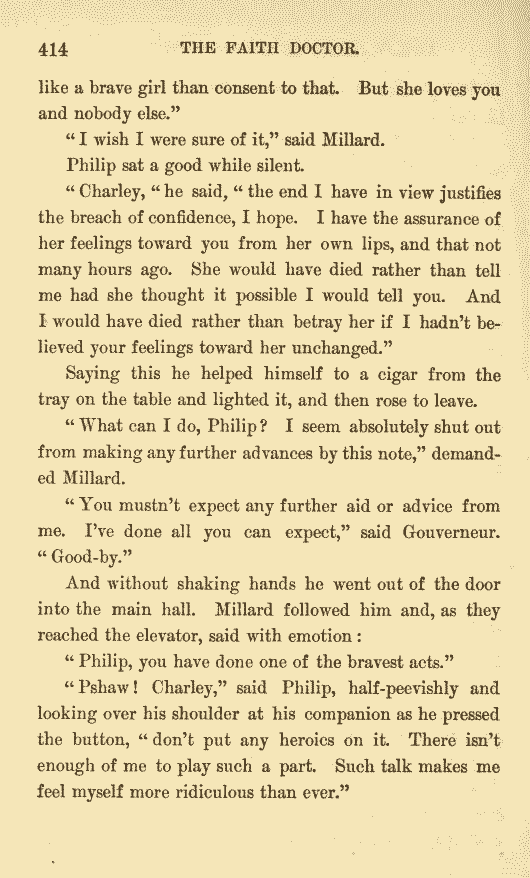 414 THE FAITH DOCTOR.
like a brave girl than consent to that. But she loves you
and nobody else.”
“ I wish I were sure of it,” said Millard.
Philip sat a good while silent.
“ Charley, “ he said, “ the end I have in view justifies
the breach of confidence, I hope. I have the assurance of
her feelings toward you from her own lips, and that not
many hours ago. She would have died rather than tell
me had she thought it possible I would tell you. And
I would have died rather than betray her if I hadn’t be-
lieved your feelings toward her unchanged.”
Saying this he helped himself to a cigar from the
tray on the table and lighted it, and then rose to leave.
“ What can I do, Philip? I seem absolutely shut out
from making any further advances by this note,” demand-
ed Millard.
“ You mustn’t expect any further aid or advice from
me. I’ve done all you can expect,” said Gouverneur.
“ Good-by.”
And without shaking hands he went out of the door
into the main hall. Millard followed him and, as they
reached the elevator, said with emotion :
“ Philip, you have done one of the bravest acts.”
“ Pshaw! Charley,” said Philip, half-peevishly and
looking over his shoulder at his companion as he pressed
the button, “ don’t put any heroics on it. There isn’t
enough of me to play such a part. Such talk makes me
feel myself more ridiculous than ever.”